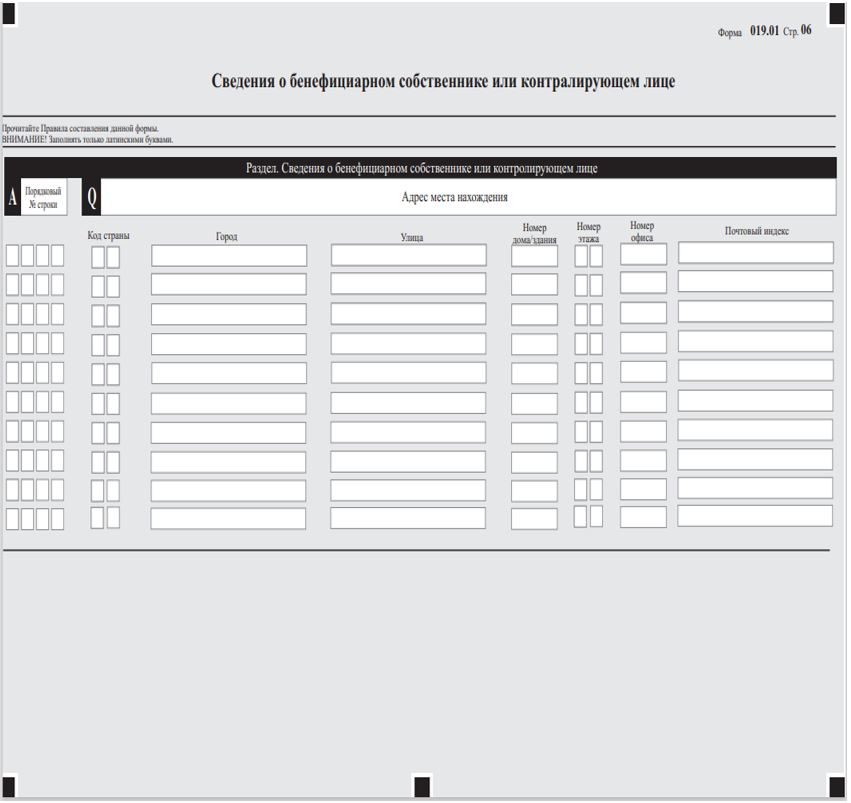 Форма 019.01 Стр. 06
Сведения о бенефициарном собственнике или контралирующем лице
Прочитайте Правила составления данной формы.
ВНИМАНИЕ! Заполнять только латинскими буквами.
Раздел. Сведения о бенефициарном собственнике или контролирующем лице
A Порядковый № строки Q Адрес места нахождения
Код страны Город Улица Номер дома/здания Номер этажа Номер офиса Почтовый индекс